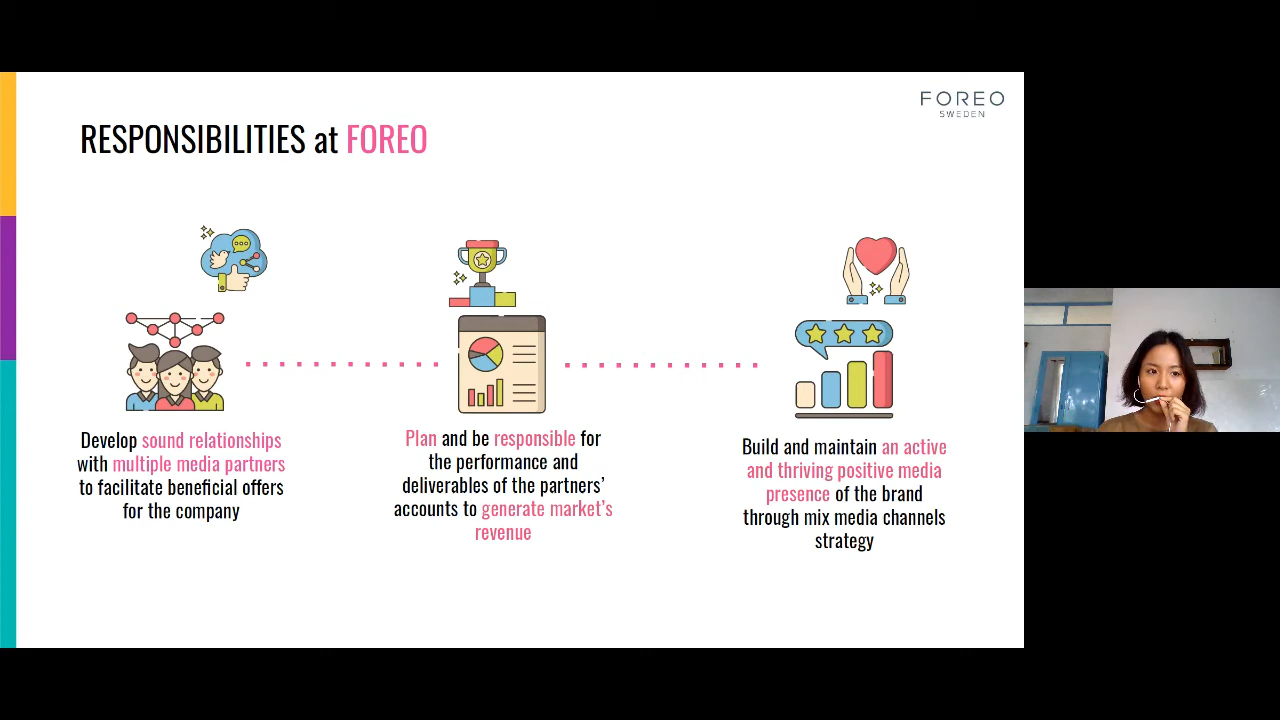 FOREO
SWEDEN
RESPONSIBILITIES at FOREO
Develop sound relationships
with multiple media partners
to facilitate beneficial offers
for the company
Plan and be responsible for
the performance and
deliverables of the partners’
accounts to generate market’s
revenue
Build and maintain an active
and thriving positive media
presence of the brand
through mix media channels
strategy